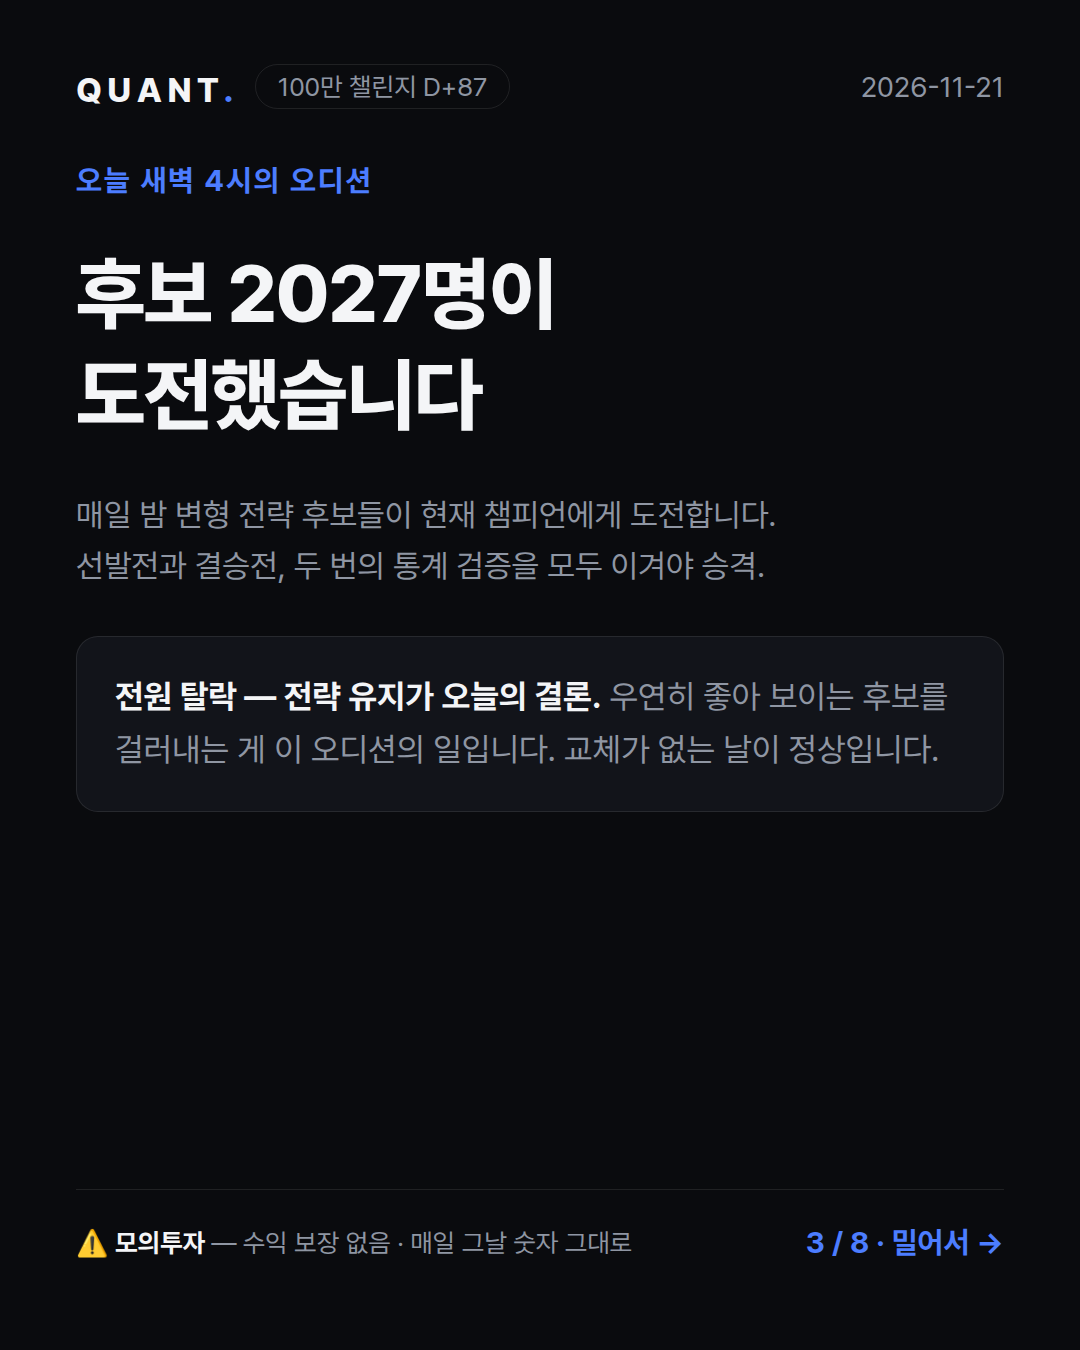 QUANT. 100만 챌린지 D+87 2026-11-21
오늘 새벽 4시의 오디션
후보 2027명이
도전했습니다
매일 밤 변형 전략 후보들이 현재 챔피언에게 도전합니다.
선발전과 결승전, 두 번의 통계 검증을 모두 이겨야 승격.
전원 탈락 — 전략 유지가 오늘의 결론. 우연히 좋아 보이는 후보를
걸러내는 게 이 오디션의 일입니다. 교체가 없는 날이 정상입니다.
⚠️ 모의투자 — 수익 보장 없음 · 매일 그날 숫자 그대로 3 / 8 · 밀어서 →